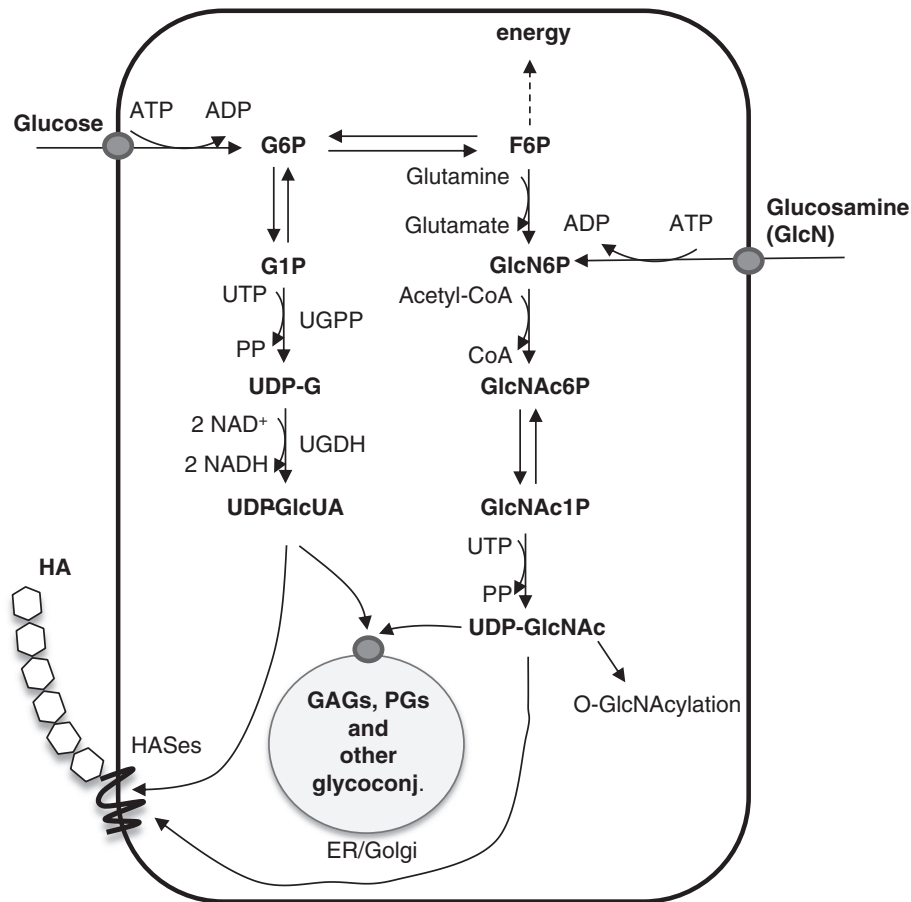 energy
ATP
ADP
Glucose
G6P
F6P
Glutamine
Glutamate
ADP
ATP
Glucosamine
(GlcN)
G1P
GlcN6P
UTP
UGPP
PP
Acetyl-CoA
CoA
UDP-G
GlcNAc6P
2 NAD⁺
UGDH
2 NADH
UDP-GlcUA
GlcNAc1P
UTP
PP
HA
UDP-GlcNAc
O-GlcNAcylation
GAGs, PGs
and
other
glycoconj.
HASes
ER/Golgi